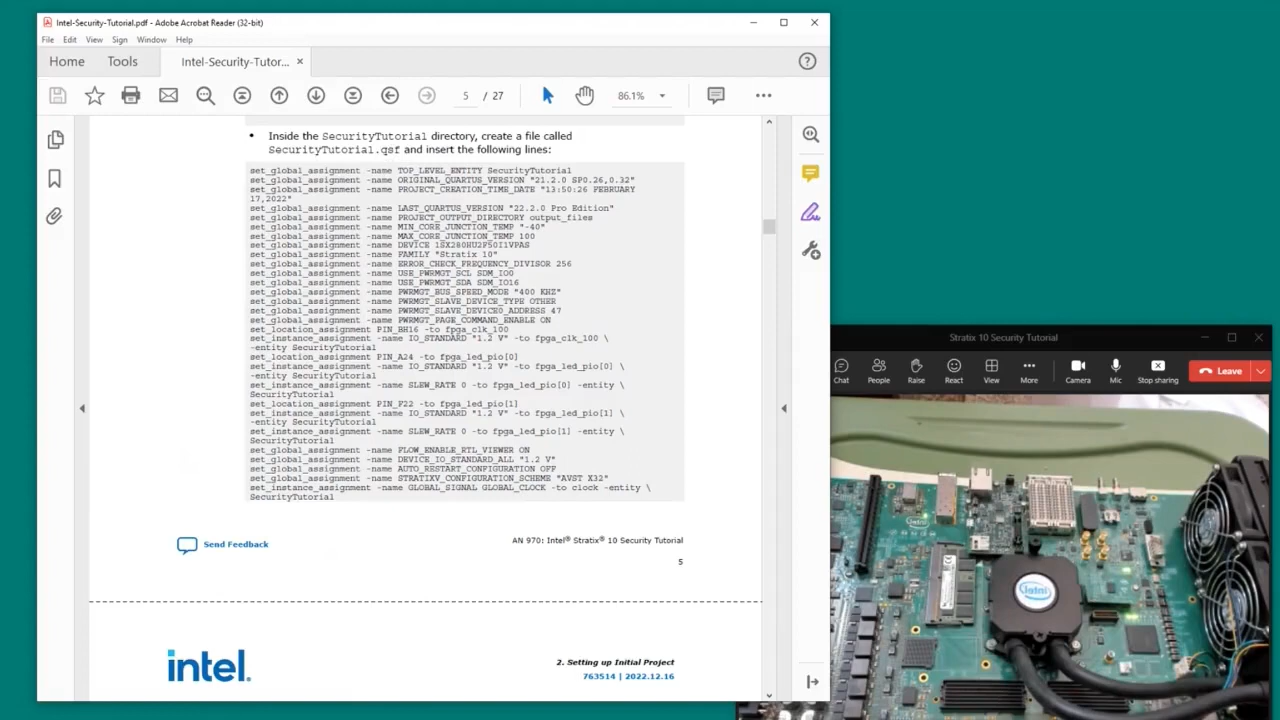 Intel-Security-Tutorial.pdf - Adobe Acrobat Reader (32-bit)
File Edit View Sign Window Help
Home Tools Intel-Security-Tutor...
5 / 27 86.1%
• Inside the SecurityTutorial directory, create a file called
SecurityTutorial.qsf and insert the following lines:
set_global_assignment -name TOP_LEVEL_ENTITY SecurityTutorial
set_global_assignment -name ORIGINAL_QUARTUS_VERSION "21.2.0 SP0.26,0.32"
set_global_assignment -name PROJECT_CREATION_TIME_DATE "13:50:26 FEBRUARY
17,2022"
set_global_assignment -name LAST_QUARTUS_VERSION "22.2.0 Pro Edition"
set_global_assignment -name PROJECT_OUTPUT_DIRECTORY output_files
set_global_assignment -name MIN_CORE_JUNCTION_TEMP "-40"
set_global_assignment -name MAX_CORE_JUNCTION_TEMP 100
set_global_assignment -name DEVICE 1SX280HU2F50I1VPAS
set_global_assignment -name FAMILY "Stratix 10"
set_global_assignment -name ERROR_CHECK_FREQUENCY_DIVISOR 256
set_global_assignment -name USE_PWRMGT_SCL SDM_IO0
set_global_assignment -name USE_PWRMGT_SDA SDM_IO16
set_global_assignment -name PWRMGT_BUS_SPEED_MODE "400 KHZ"
set_global_assignment -name PWRMGT_SLAVE_DEVICE_TYPE OTHER
set_global_assignment -name PWRMGT_SLAVE_DEVICE0_ADDRESS 47
set_global_assignment -name PWRMGT_PAGE_COMMAND_ENABLE ON
set_location_assignment PIN_BH16 -to fpga_clk_100
set_instance_assignment -name IO_STANDARD "1.2 V" -to fpga_clk_100 \
-entity SecurityTutorial
set_location_assignment PIN_A24 -to fpga_led_pio[0]
set_instance_assignment -name IO_STANDARD "1.2 V" -to fpga_led_pio[0] \
-entity SecurityTutorial
set_instance_assignment -name SLEW_RATE 0 -to fpga_led_pio[0] -entity \
SecurityTutorial
set_location_assignment PIN_F22 -to fpga_led_pio[1]
set_instance_assignment -name IO_STANDARD "1.2 V" -to fpga_led_pio[1] \
-entity SecurityTutorial
set_instance_assignment -name SLEW_RATE 0 -to fpga_led_pio[1] -entity \
SecurityTutorial
set_global_assignment -name FLOW_ENABLE_RTL_VIEWER ON
set_global_assignment -name DEVICE_IO_STANDARD_ALL "1.2 V"
set_global_assignment -name AUTO_RESTART_CONFIGURATION OFF
set_global_assignment -name STRATIXV_CONFIGURATION_SCHEME "AVST X32"
set_instance_assignment -name GLOBAL_SIGNAL GLOBAL_CLOCK -to clock -entity \
SecurityTutorial
Send Feedback
AN 970: Intel® Stratix® 10 Security Tutorial
5
intel.
2. Setting up Initial Project
763514 | 2022.12.16
Stratix 10 Security Tutorial
Chat People Raise React View More Camera Mic Stop sharing Leave
intel
intel